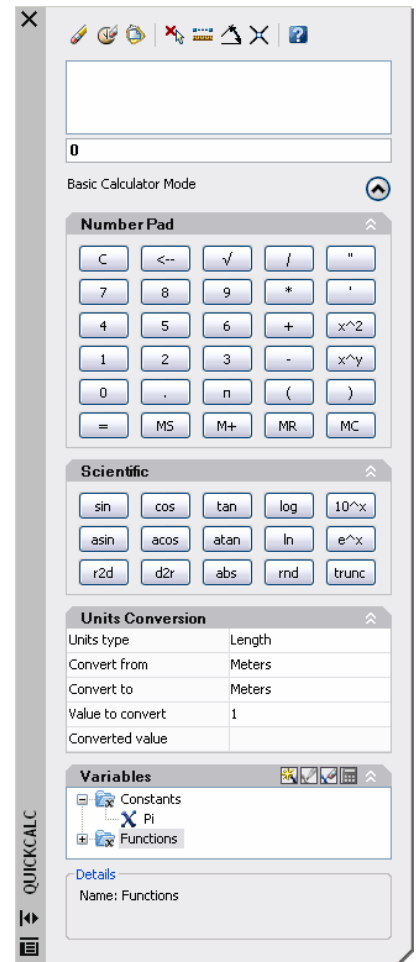 0
Basic Calculator Mode
Number Pad
C <-- √ / "
7 8 9 * '
4 5 6 + x^2
1 2 3 - x^y
0 . п ( )
= MS M+ MR MC
Scientific
sin cos tan log 10^x
asin acos atan ln e^x
r2d d2r abs rnd trunc
Units Conversion
Units type Length
Convert from Meters
Convert to Meters
Value to convert 1
Converted value
Variables
Constants
Pi
Functions
Details
Name: Functions
QUICKCALC